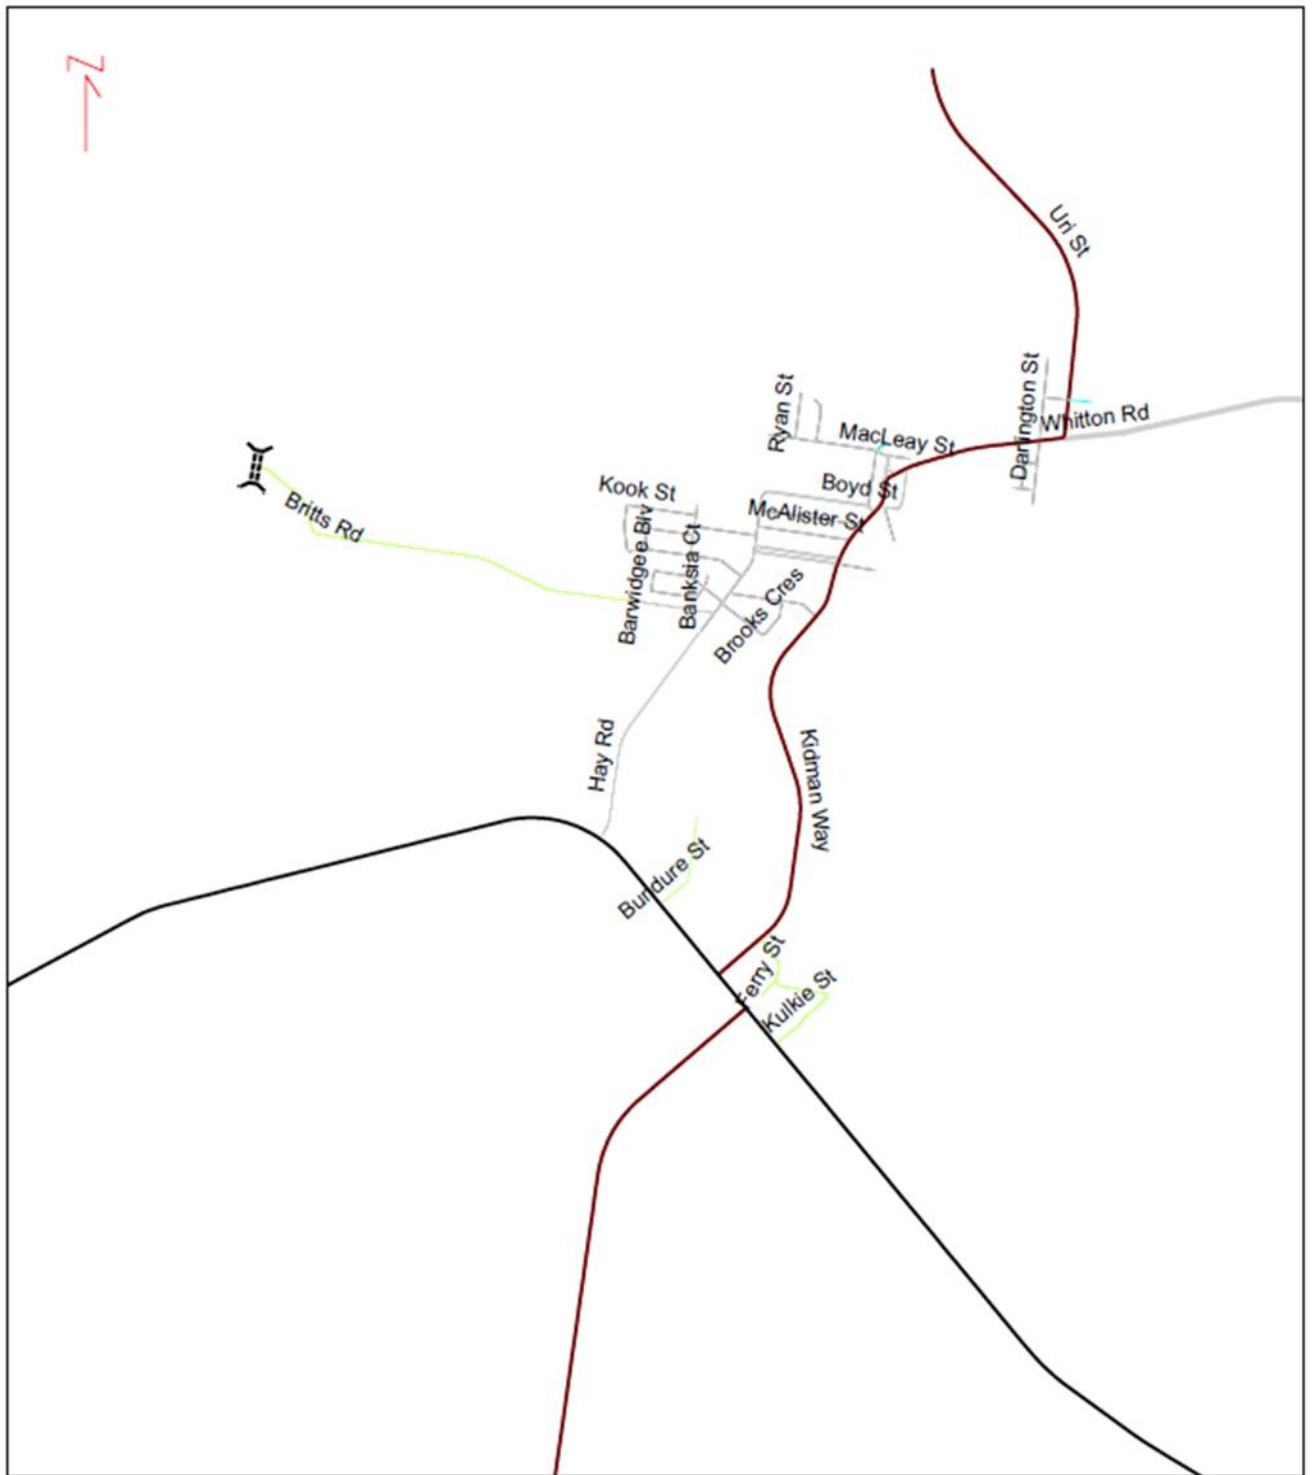 Z
Uri St
Darlington St
Whitton Rd
Ryan St
MacLeay St
Boyd St
Kook St
McAlister St
Britts Rd
Barwidgee Blv
Banksia Ct
Brooks Cres
Hay Rd
Kidman Way
Bundure St
Ferry St
Kulkie St